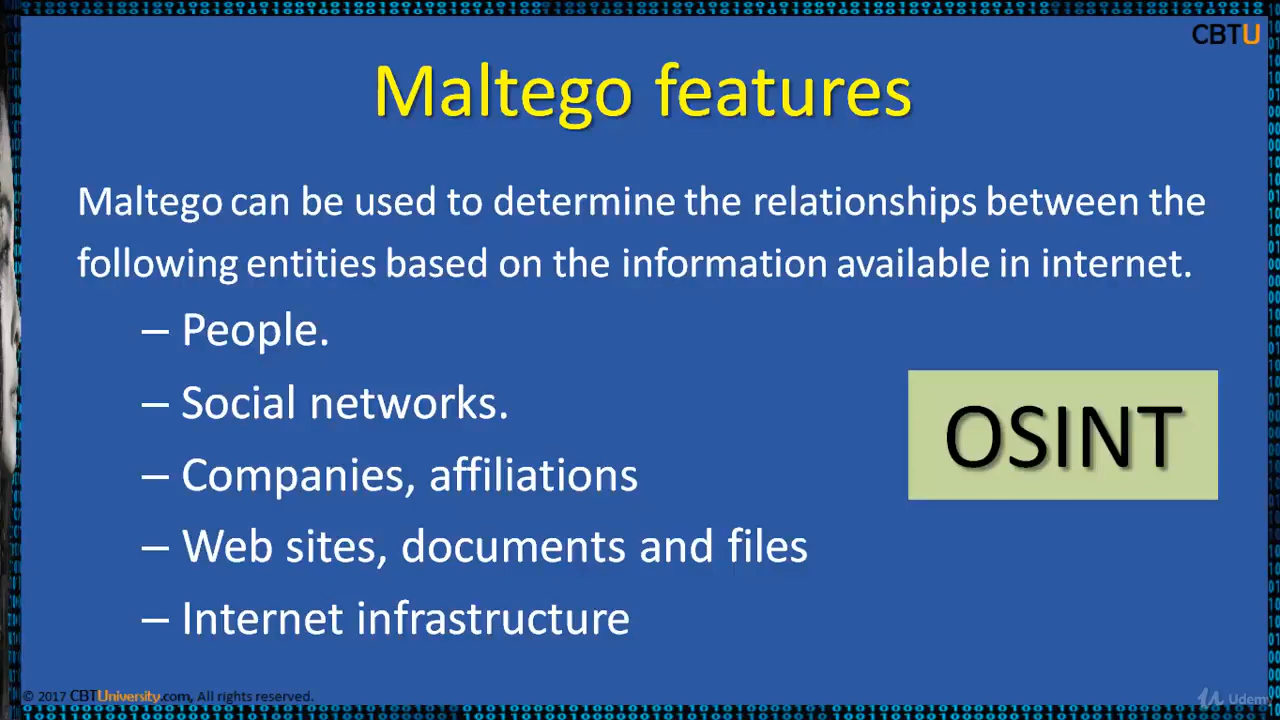 CBTU
Maltego features
Maltego can be used to determine the relationships between the
following entities based on the information available in internet.
– People.
– Social networks.
– Companies, affiliations
– Web sites, documents and files
– Internet infrastructure
OSINT
© 2017 CBTUniversity.com, All rights reserved.
Udemy